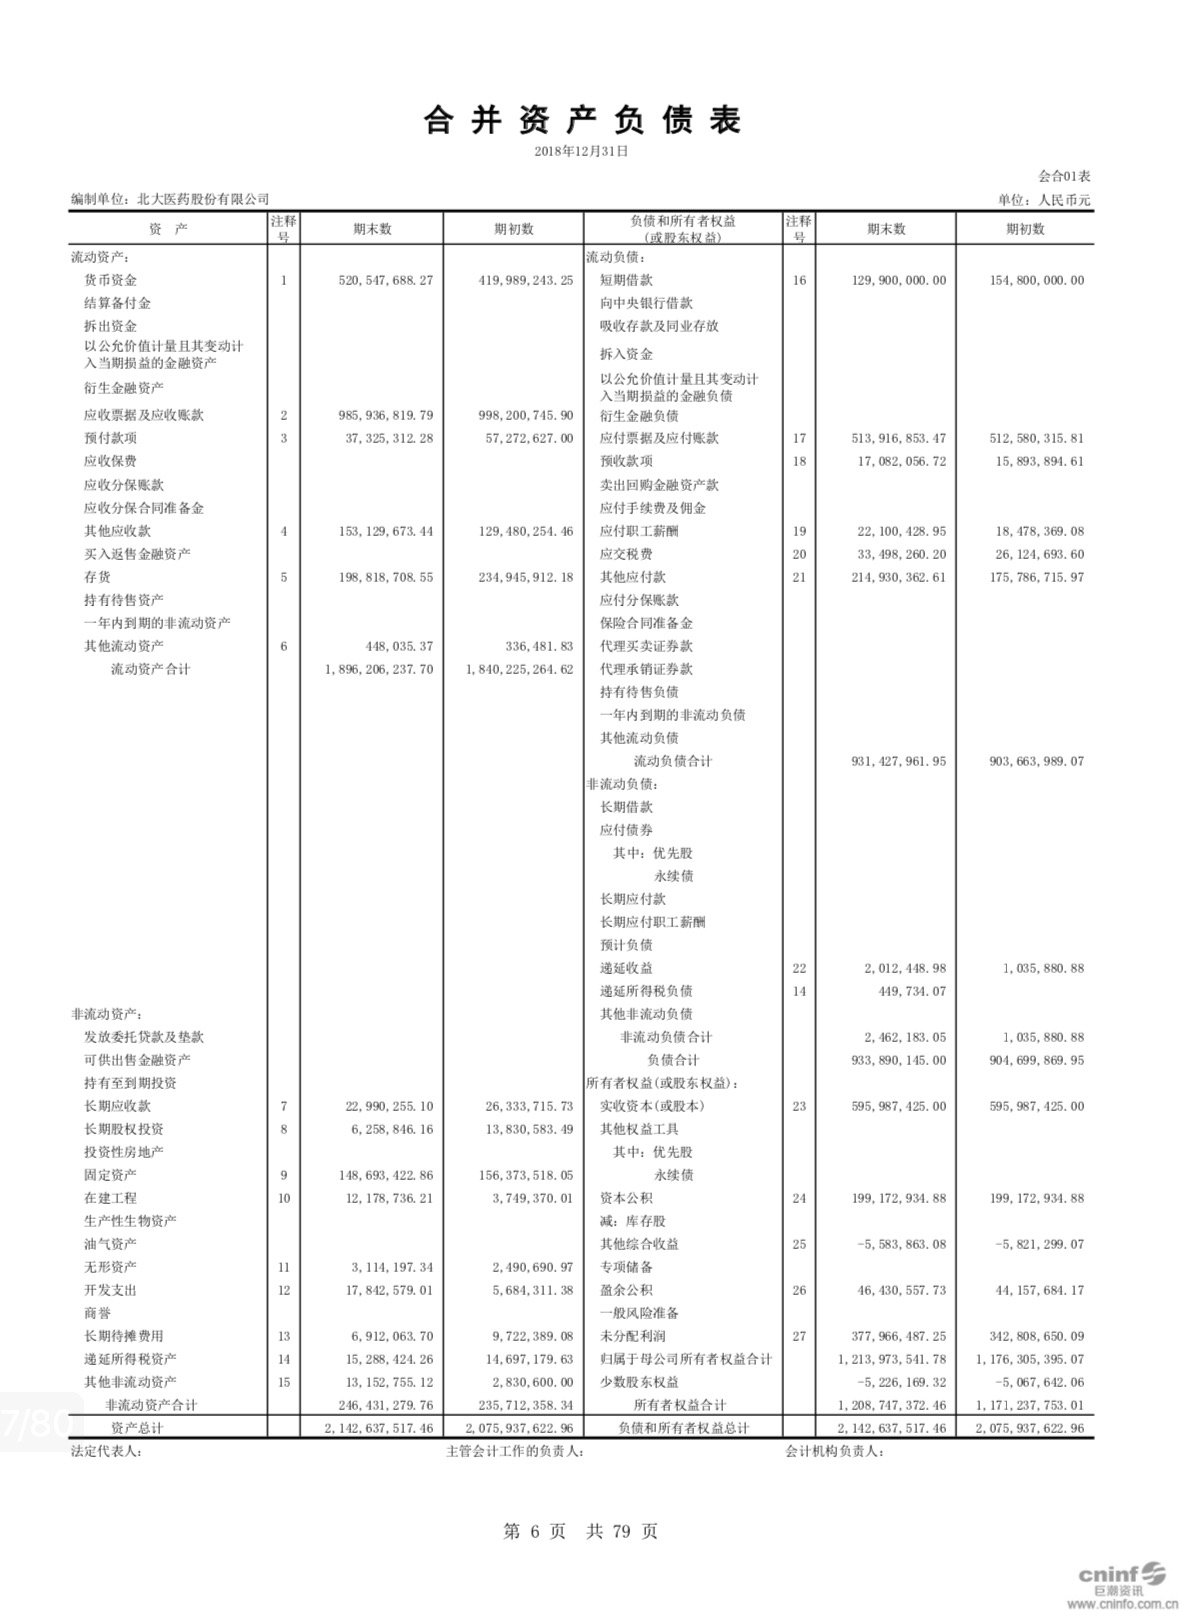 合并资产负债表
2018年12月31日
会合01表
编制单位：北大医药股份有限公司 单位：人民币元
资 产 注释号 期末数 期初数 负债和所有者权益（或股东权益） 注释号 期末数 期初数
流动资产： 流动负债：
货币资金 1 520,547,688.27 419,989,243.25 短期借款 16 129,900,000.00 154,800,000.00
结算备付金 向中央银行借款
拆出资金 吸收存款及同业存放
以公允价值计量且其变动计入当期损益的金融资产 拆入资金
衍生金融资产 以公允价值计量且其变动计入当期损益的金融负债
应收票据及应收账款 2 985,936,819.79 998,200,745.90 衍生金融负债
预付款项 3 37,325,312.28 57,272,627.00 应付票据及应付账款 17 513,916,853.47 512,580,315.81
应收保费 预收款项 18 17,082,056.72 15,893,894.61
应收分保账款 卖出回购金融资产款
应收分保合同准备金 应付手续费及佣金
其他应收款 4 153,129,673.44 129,480,254.46 应付职工薪酬 19 22,100,428.95 18,478,369.08
买入返售金融资产 应交税费 20 33,498,260.20 26,124,693.60
存货 5 198,818,708.55 234,945,912.18 其他应付款 21 214,930,362.61 175,786,715.97
持有待售资产 应付分保账款
一年内到期的非流动资产 保险合同准备金
其他流动资产 6 448,035.37 336,481.83 代理买卖证券款
流动资产合计 1,896,206,237.70 1,840,225,264.62 代理承销证券款
持有待售负债
一年内到期的非流动负债
其他流动负债
流动负债合计 931,427,961.95 903,663,989.07
非流动负债：
长期借款
应付债券
其中：优先股
永续债
长期应付款
长期应付职工薪酬
预计负债
递延收益 22 2,012,448.98 1,035,880.88
递延所得税负债 14 449,734.07
非流动资产： 其他非流动负债
发放委托贷款及垫款 非流动负债合计 2,462,183.05 1,035,880.88
可供出售金融资产 负债合计 933,890,145.00 904,699,869.95
持有至到期投资 所有者权益(或股东权益)：
长期应收款 7 22,990,255.10 26,333,715.73 实收资本(或股本) 23 595,987,425.00 595,987,425.00
长期股权投资 8 6,258,846.16 13,830,583.49 其他权益工具
投资性房地产 其中：优先股
固定资产 9 148,693,422.86 156,373,518.05 永续债
在建工程 10 12,178,736.21 3,749,370.01 资本公积 24 199,172,934.88 199,172,934.88
生产性生物资产 减：库存股
油气资产 其他综合收益 25 -5,583,863.08 -5,821,299.07
无形资产 11 3,114,197.34 2,490,690.97 专项储备
开发支出 12 17,842,579.01 5,684,311.38 盈余公积 26 46,430,557.73 44,157,684.17
商誉 一般风险准备
长期待摊费用 13 6,912,063.70 9,722,389.08 未分配利润 27 377,966,487.25 342,808,650.09
递延所得税资产 14 15,288,424.26 14,697,179.63 归属于母公司所有者权益合计 1,213,973,541.78 1,176,305,395.07
其他非流动资产 15 13,152,755.12 2,830,600.00 少数股东权益 -5,226,169.32 -5,067,642.06
非流动资产合计 246,431,279.76 235,712,358.34 所有者权益合计 1,208,747,372.46 1,171,237,753.01
资产总计 2,142,637,517.46 2,075,937,622.96 负债和所有者权益总计 2,142,637,517.46 2,075,937,622.96
法定代表人： 主管会计工作的负责人： 会计机构负责人：
7/80
第 6 页 共 79 页
cninf
巨潮资讯
www.cninfo.com.cn